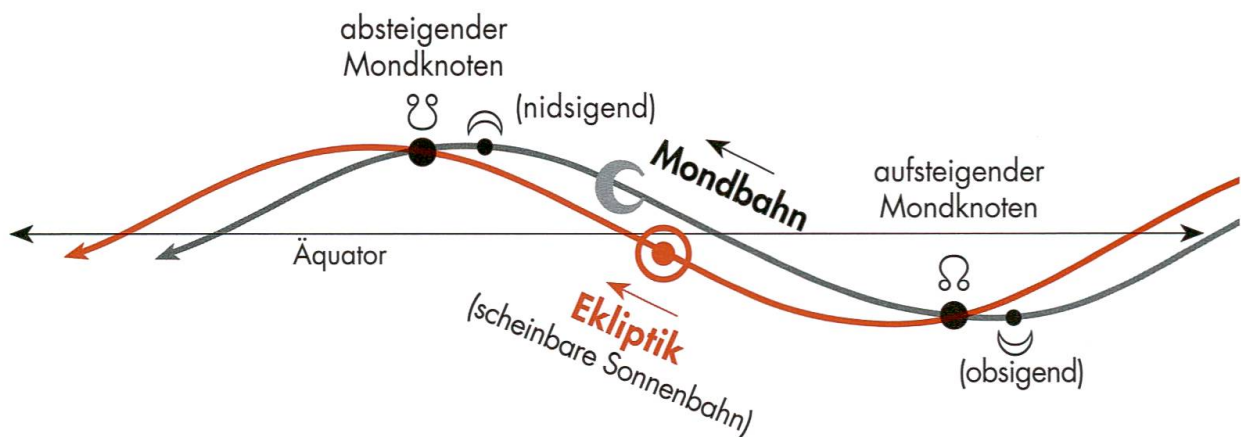 absteigender
Mondknoten
☋
(nidsigend)
Mondbahn
aufsteigender
Mondknoten
Äquator
☊
Ekliptik
(scheinbare Sonnenbahn)
(obsigend)